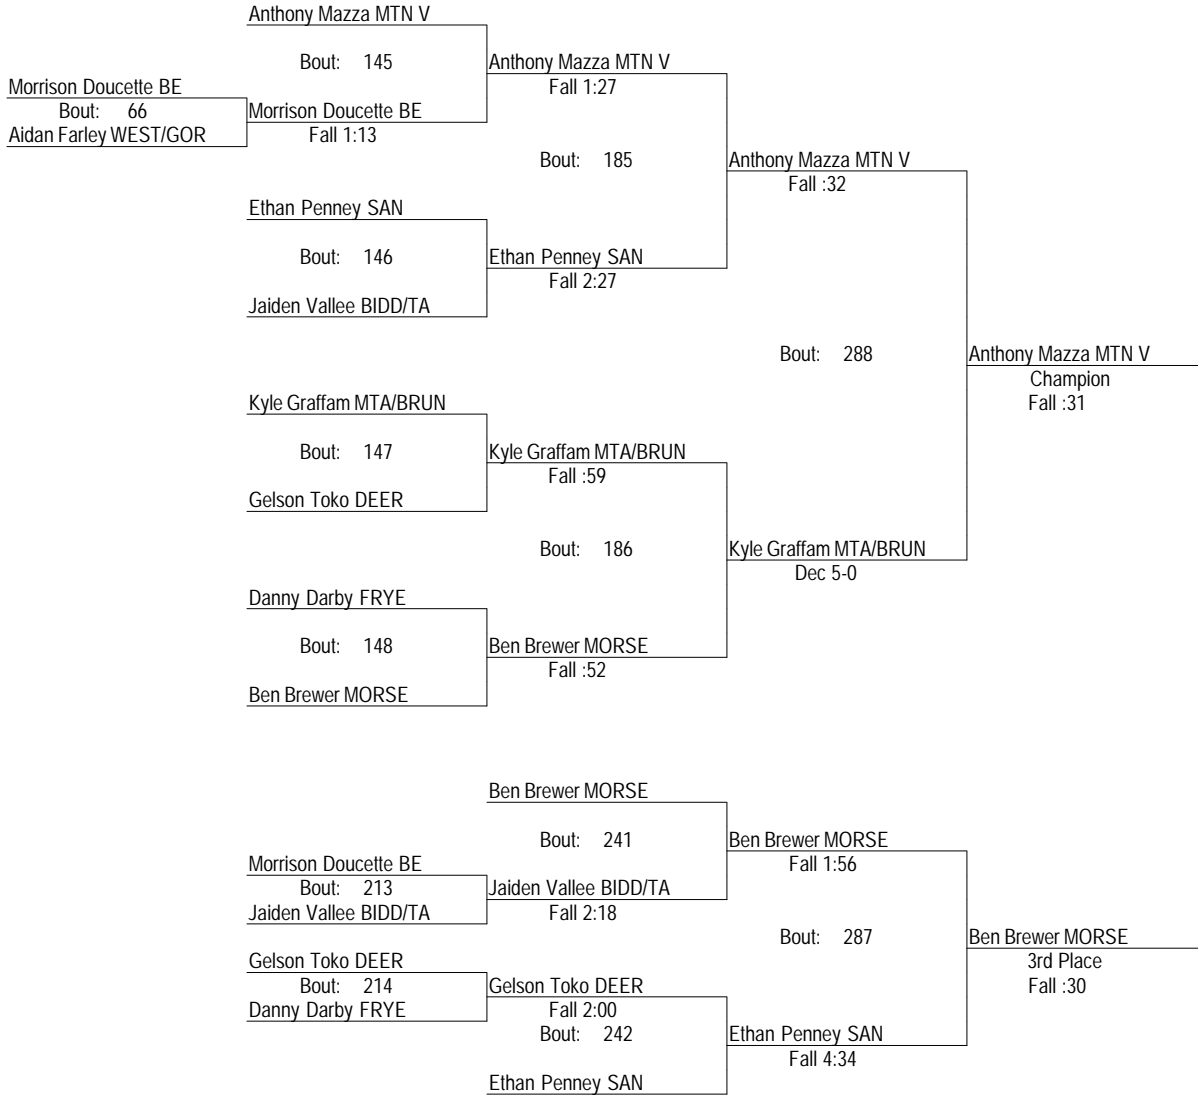 Anthony Mazza MTN V
Bout: 145
Anthony Mazza MTN V
Fall 1:27
Morrison Doucette BE
Bout: 66
Morrison Doucette BE
Aidan Farley WEST/GOR
Fall 1:13
Bout: 185
Anthony Mazza MTN V
Fall :32
Ethan Penney SAN
Bout: 146
Ethan Penney SAN
Fall 2:27
Jaiden Vallee BIDD/TA
Bout: 288
Anthony Mazza MTN V
Champion
Fall :31
Kyle Graffam MTA/BRUN
Bout: 147
Kyle Graffam MTA/BRUN
Fall :59
Gelson Toko DEER
Bout: 186
Kyle Graffam MTA/BRUN
Dec 5-0
Danny Darby FRYE
Bout: 148
Ben Brewer MORSE
Fall :52
Ben Brewer MORSE
Ben Brewer MORSE
Bout: 241
Ben Brewer MORSE
Fall 1:56
Morrison Doucette BE
Bout: 213
Jaiden Vallee BIDD/TA
Jaiden Vallee BIDD/TA
Fall 2:18
Bout: 287
Ben Brewer MORSE
3rd Place
Fall :30
Gelson Toko DEER
Bout: 214
Gelson Toko DEER
Danny Darby FRYE
Fall 2:00
Bout: 242
Ethan Penney SAN
Fall 4:34
Ethan Penney SAN